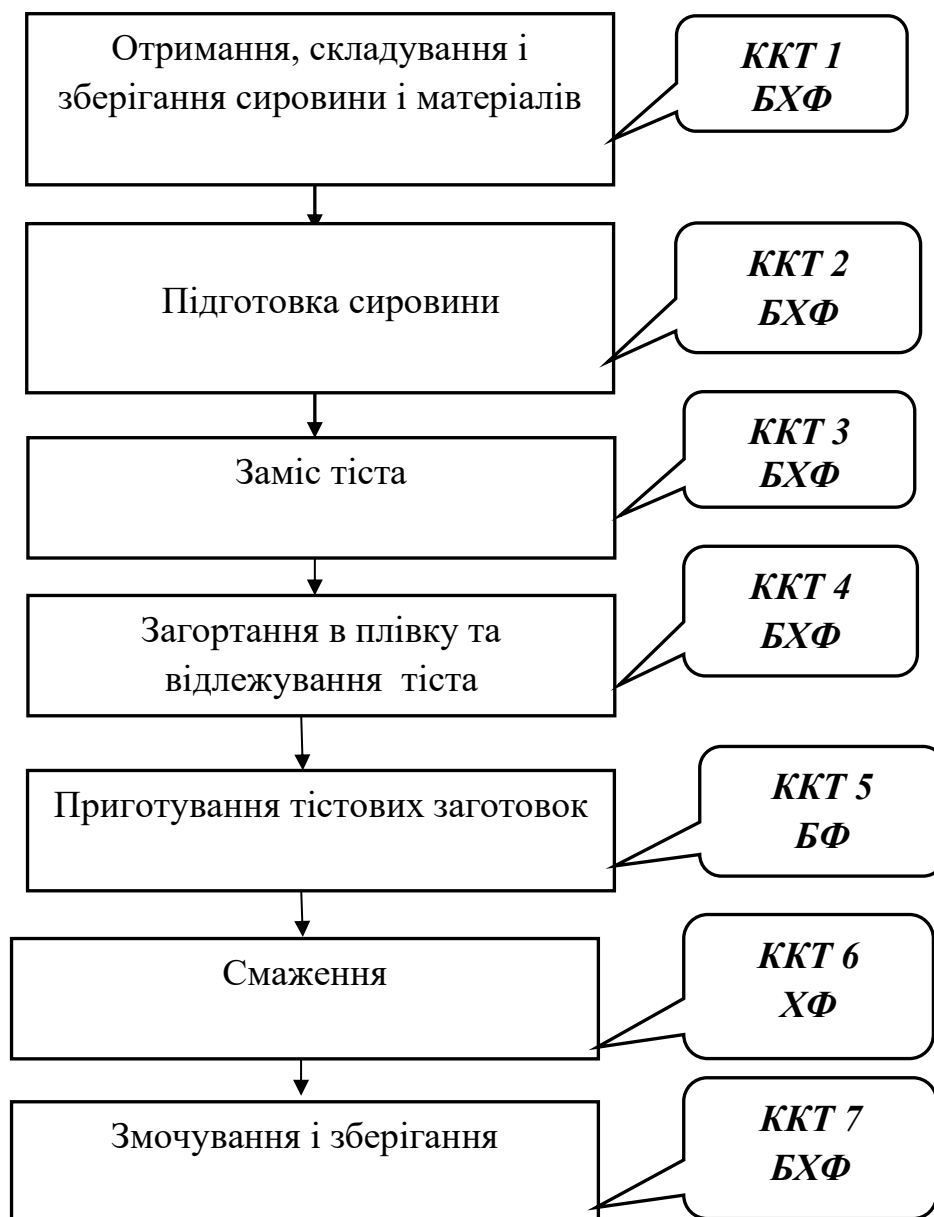 Отримання, складування і
зберігання сировини і матеріалів
ККТ 1
БХФ
Підготовка сировини
ККТ 2
БХФ
Заміс тіста
ККТ 3
БХФ
Загортання в плівку та
відлежування тіста
ККТ 4
БХФ
Приготування тістових заготовок
ККТ 5
БФ
Смаження
ККТ 6
ХФ
Змочування і зберігання
ККТ 7
БХФ